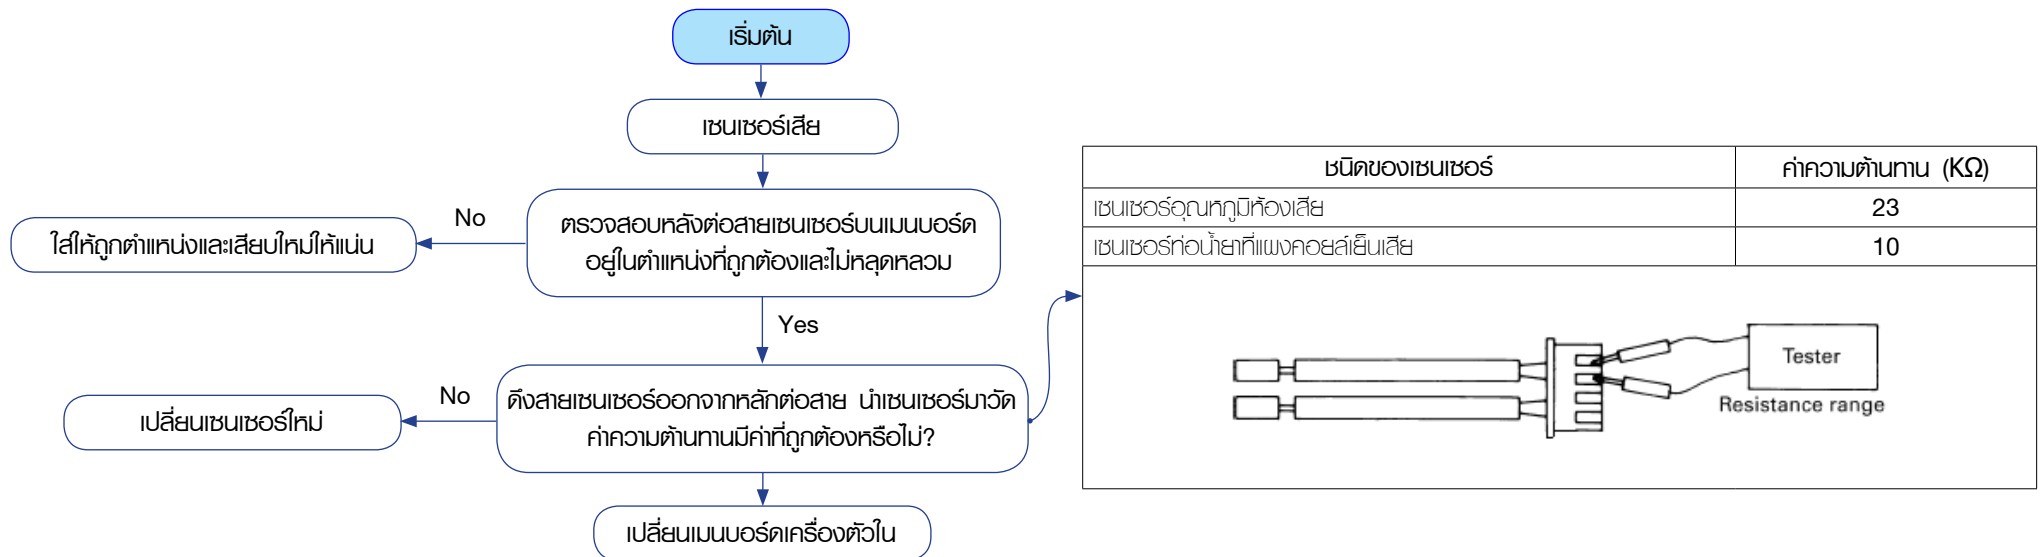 เริ่มต้น
เซนเซอร์เสีย
ตรวจสอบหลังต่อสายเซนเซอร์บนเมนบอร์ด
อยู่ในตำแหน่งที่ถูกต้องและไม่หลุดหลวม
No
ใส่ให้ถูกตำแหน่งและเสียบใหม่ให้แน่น
Yes
ดึงสายเซนเซอร์ออกจากหลักต่อสาย นำเซนเซอร์มาวัด
ค่าความต้านทานมีค่าที่ถูกต้องหรือไม่?
No
เปลี่ยนเซนเซอร์ใหม่
เปลี่ยนเมนบอร์ดเครื่องตัวใน
ชนิดของเซนเซอร์ ค่าความต้านทาน (KΩ)
เซนเซอร์อุณหภูมิห้องเสีย 23
เซนเซอร์ท่อน้ำยาที่แผงคอยล์เย็นเสีย 10
Tester
Resistance range